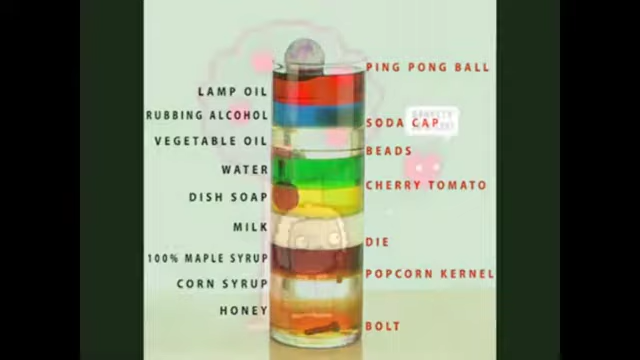 PING PONG BALL
LAMP OIL
RUBBING ALCOHOL
SODA CAP
VEGETABLE OIL
BEADS
WATER
CHERRY TOMATO
DISH SOAP
MILK
DIE
100% MAPLE SYRUP
POPCORN KERNEL
CORN SYRUP
HONEY
BOLT